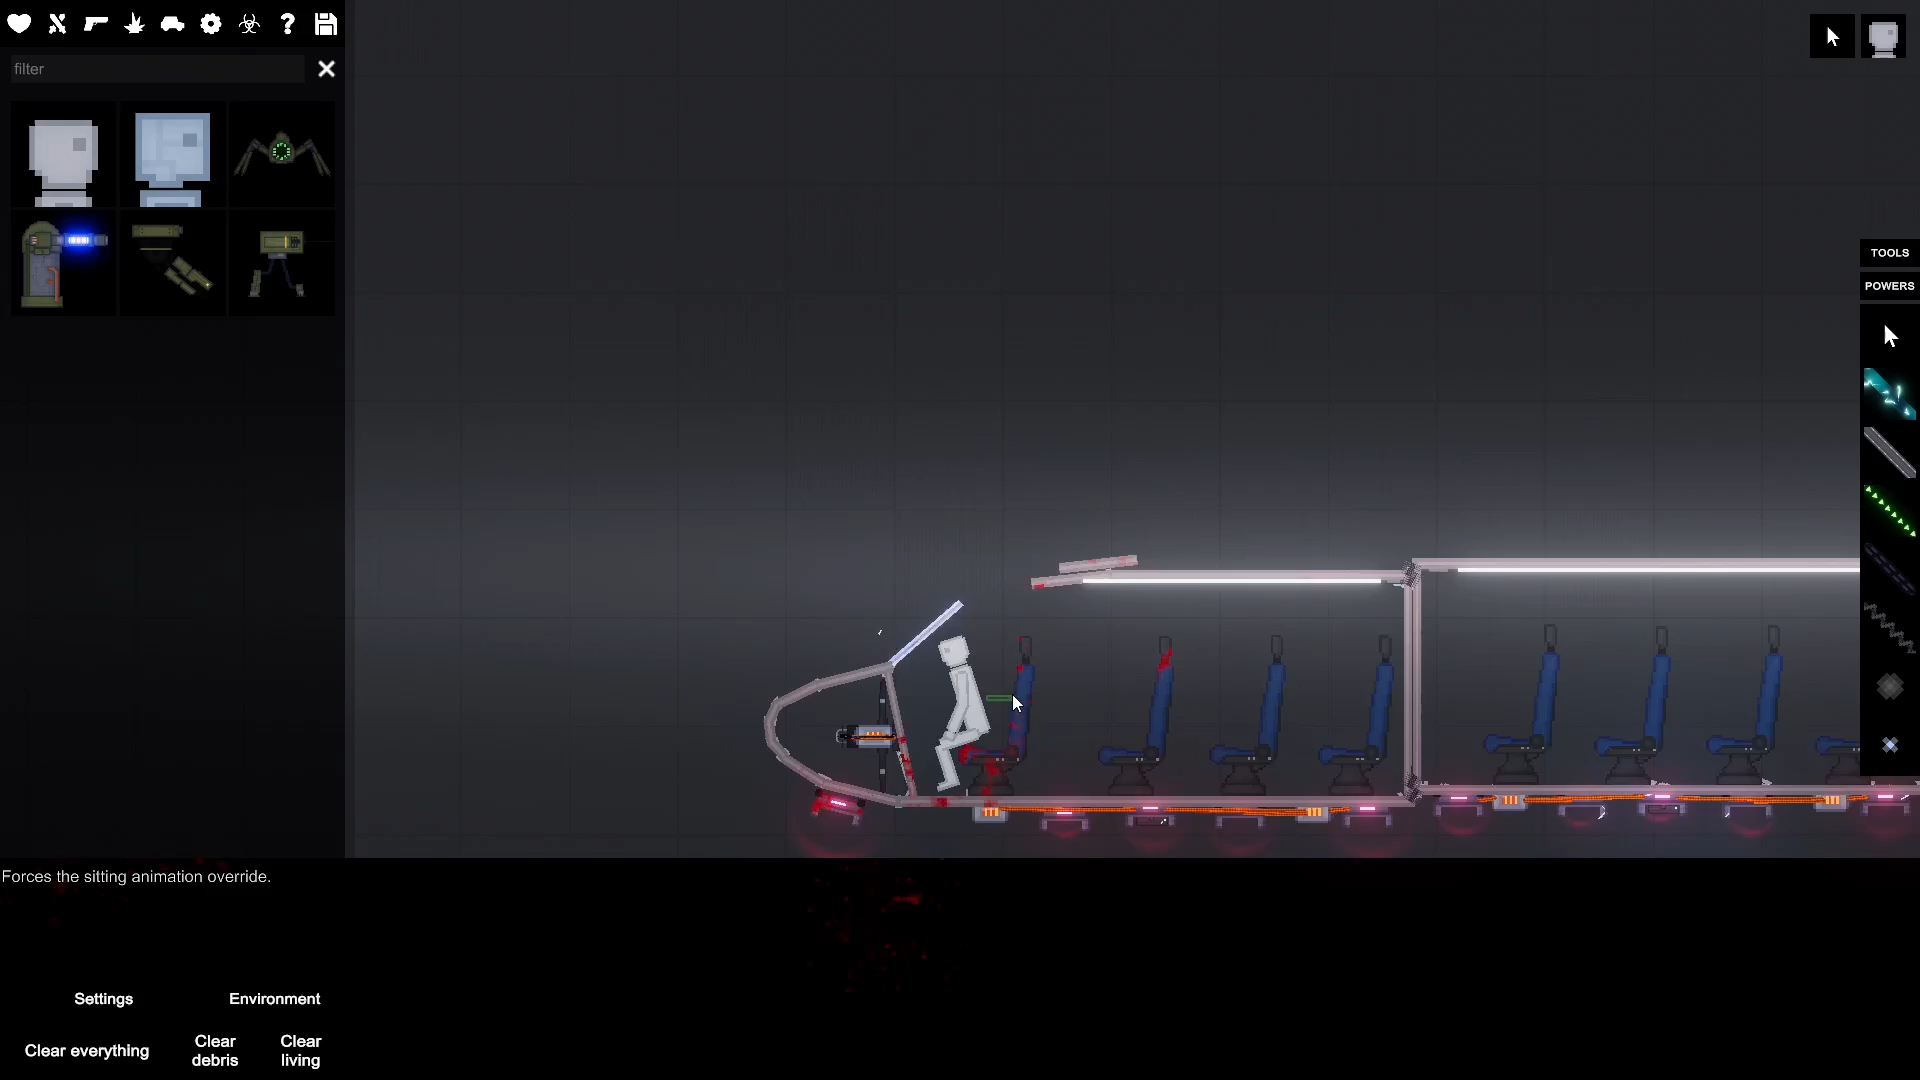 filter
TOOLS
POWERS
Forces the sitting animation override.
Settings
Environment
Clear everything
Clear
debris
Clear
living